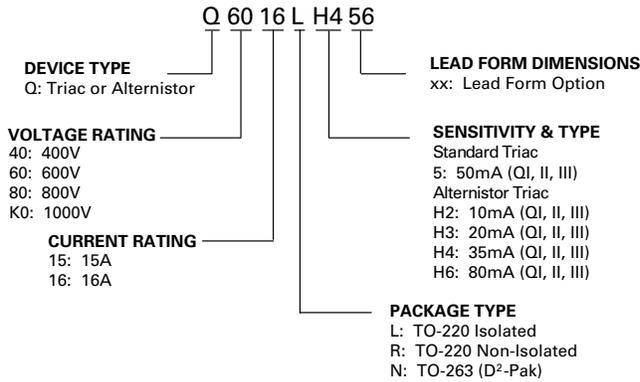 Q 60 16 L H4 56
DEVICE TYPE
Q: Triac or Alternistor
VOLTAGE RATING
40: 400V
60: 600V
80: 800V
K0: 1000V
CURRENT RATING
15: 15A
16: 16A
LEAD FORM DIMENSIONS
xx: Lead Form Option
SENSITIVITY & TYPE
Standard Triac
5: 50mA (QI, II, III)
Alternistor Triac
H2: 10mA (QI, II, III)
H3: 20mA (QI, II, III)
H4: 35mA (QI, II, III)
H6: 80mA (QI, II, III)
PACKAGE TYPE
L: TO-220 Isolated
R: TO-220 Non-Isolated
N: TO-263 (D²-Pak)